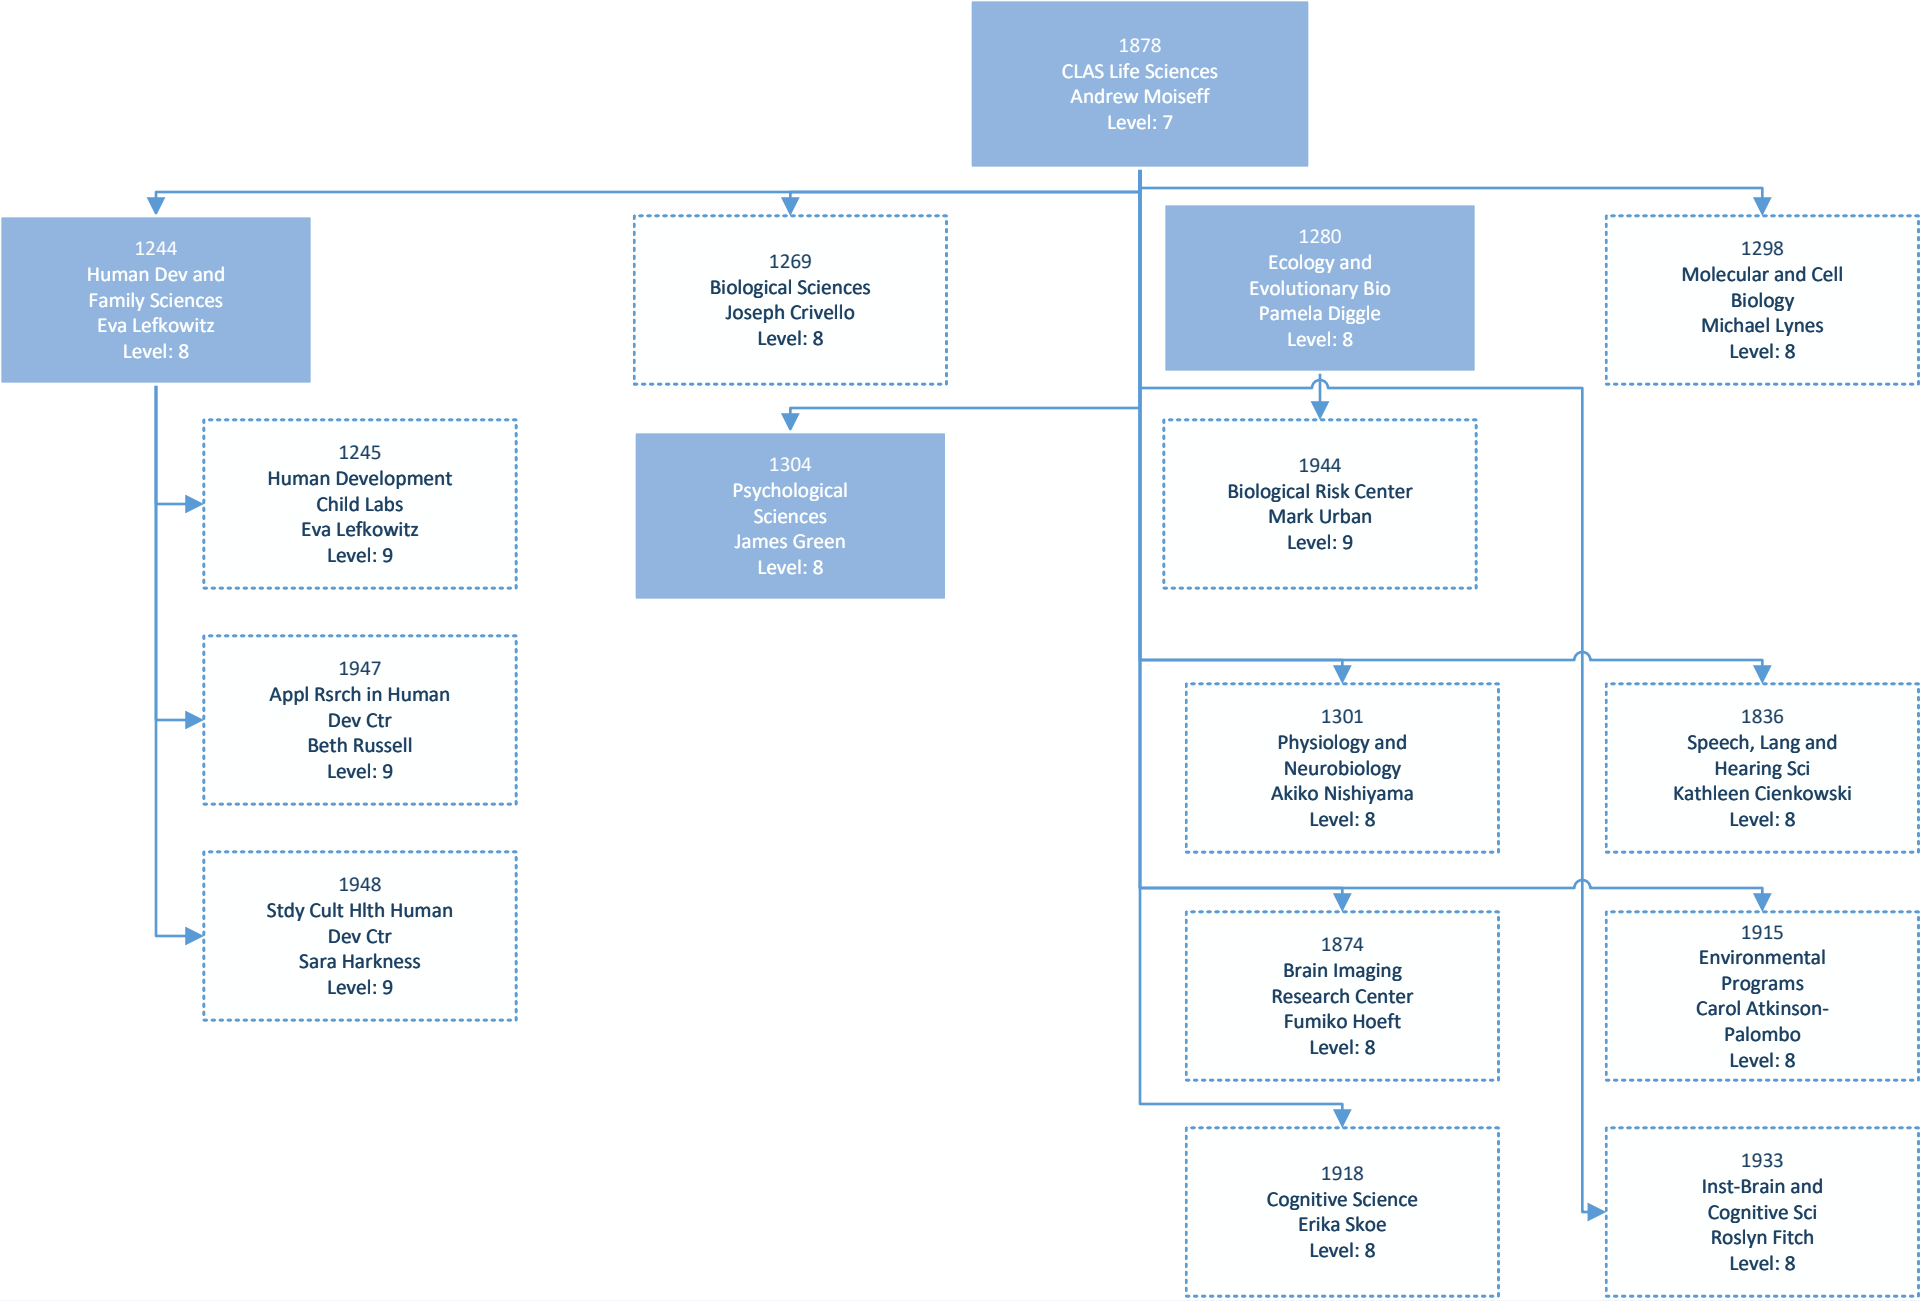 1878
CLAS Life Sciences
Andrew Moiseff
Level: 7
1244
Human Dev and
Family Sciences
Eva Lefkowitz
Level: 8
1269
Biological Sciences
Joseph Crivello
Level: 8
1280
Ecology and
Evolutionary Bio
Pamela Diggle
Level: 8
1298
Molecular and Cell
Biology
Michael Lynes
Level: 8
1245
Human Development
Child Labs
Eva Lefkowitz
Level: 9
1304
Psychological
Sciences
James Green
Level: 8
1944
Biological Risk Center
Mark Urban
Level: 9
1947
Appl Rsrch in Human
Dev Ctr
Beth Russell
Level: 9
1301
Physiology and
Neurobiology
Akiko Nishiyama
Level: 8
1836
Speech, Lang and
Hearing Sci
Kathleen Cienkowski
Level: 8
1948
Stdy Cult Hlth Human
Dev Ctr
Sara Harkness
Level: 9
1874
Brain Imaging
Research Center
Fumiko Hoeft
Level: 8
1915
Environmental
Programs
Carol Atkinson-
Palombo
Level: 8
1918
Cognitive Science
Erika Skoe
Level: 8
1933
Inst-Brain and
Cognitive Sci
Roslyn Fitch
Level: 8